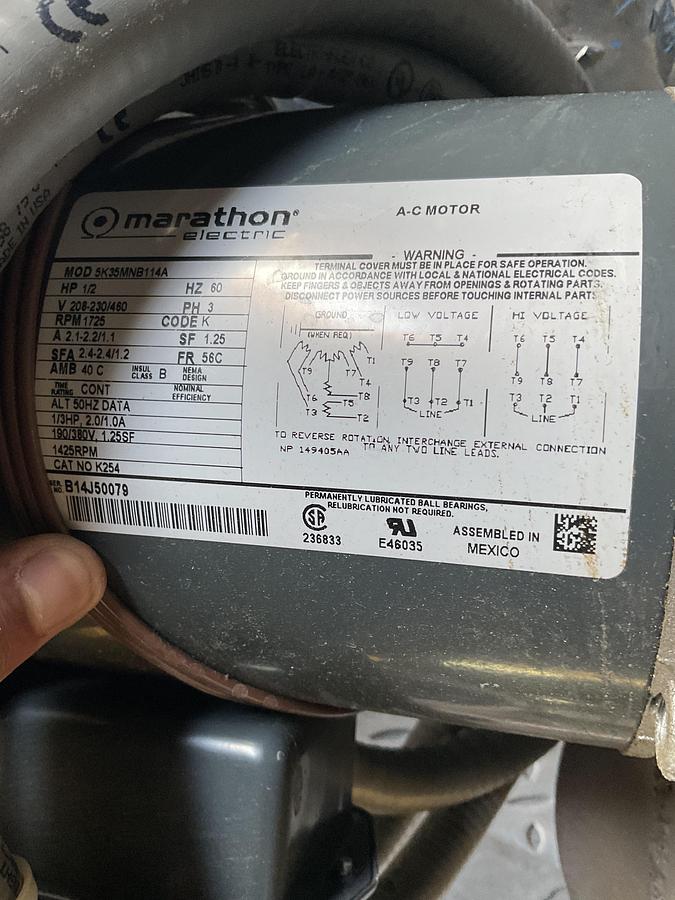 marathon®
electric
A-C MOTOR
MOD 5K35MNB114A
HP 1/2 HZ 60
V 208-230/460 PH 3
RPM 1725 CODE K
A 2.1-2.2/1.1 SF 1.25
SFA 2.4-2.4/1.2 FR 56C
AMB 40 C INSUL CLASS B NEMA DESIGN
TIME RATING CONT NOMINAL EFFICIENCY
ALT 50HZ DATA
1/3HP, 2.0/1.0A
190/380V, 1.25SF
1425RPM
CAT NO K254
SER. NO. B14J50079
- WARNING -
TERMINAL COVER MUST BE IN PLACE FOR SAFE OPERATION.
GROUND IN ACCORDANCE WITH LOCAL & NATIONAL ELECTRICAL CODES.
KEEP FINGERS & OBJECTS AWAY FROM OPENINGS & ROTATING PARTS.
DISCONNECT POWER SOURCES BEFORE TOUCHING INTERNAL PARTS.
GROUND
(WHEN REQ)
T1
T9 T7
T4
T8
T6 T5
T3
T2
LOW VOLTAGE
T6 T5 T4
T9 T8 T7
T3 T2 T1
LINE
HI VOLTAGE
T6 T5 T4
T9 T8 T7
T3 T2 T1
LINE
TO REVERSE ROTATION, INTERCHANGE EXTERNAL CONNECTION
NP 149405AA TO ANY TWO LINE LEADS.
PERMANENTLY LUBRICATED BALL BEARINGS,
RELUBRICATION NOT REQUIRED.
236833
E46035
ASSEMBLED IN
MEXICO